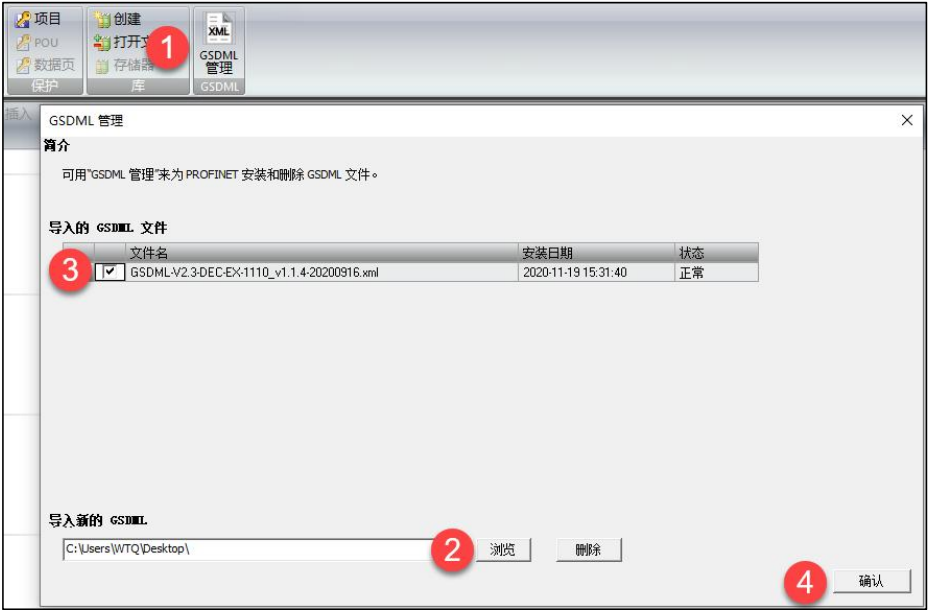 项目
POU
数据页
保护
创建
打开文
存储器
库
1
XML
GSDML
管理
GSDML
插入
GSDML 管理
简介
可用"GSDML 管理"来为 PROFINET 安装和删除 GSDML 文件。
导入的 GSDML 文件
文件名 安装日期 状态
3 GSDML-V2.3-DEC-EX-1110_v1.1.4-20200916.xml 2020-11-19 15:31:40 正常
导入新的 GSDML
C:\Users\WTQ\Desktop\ 2 浏览 删除
4 确认